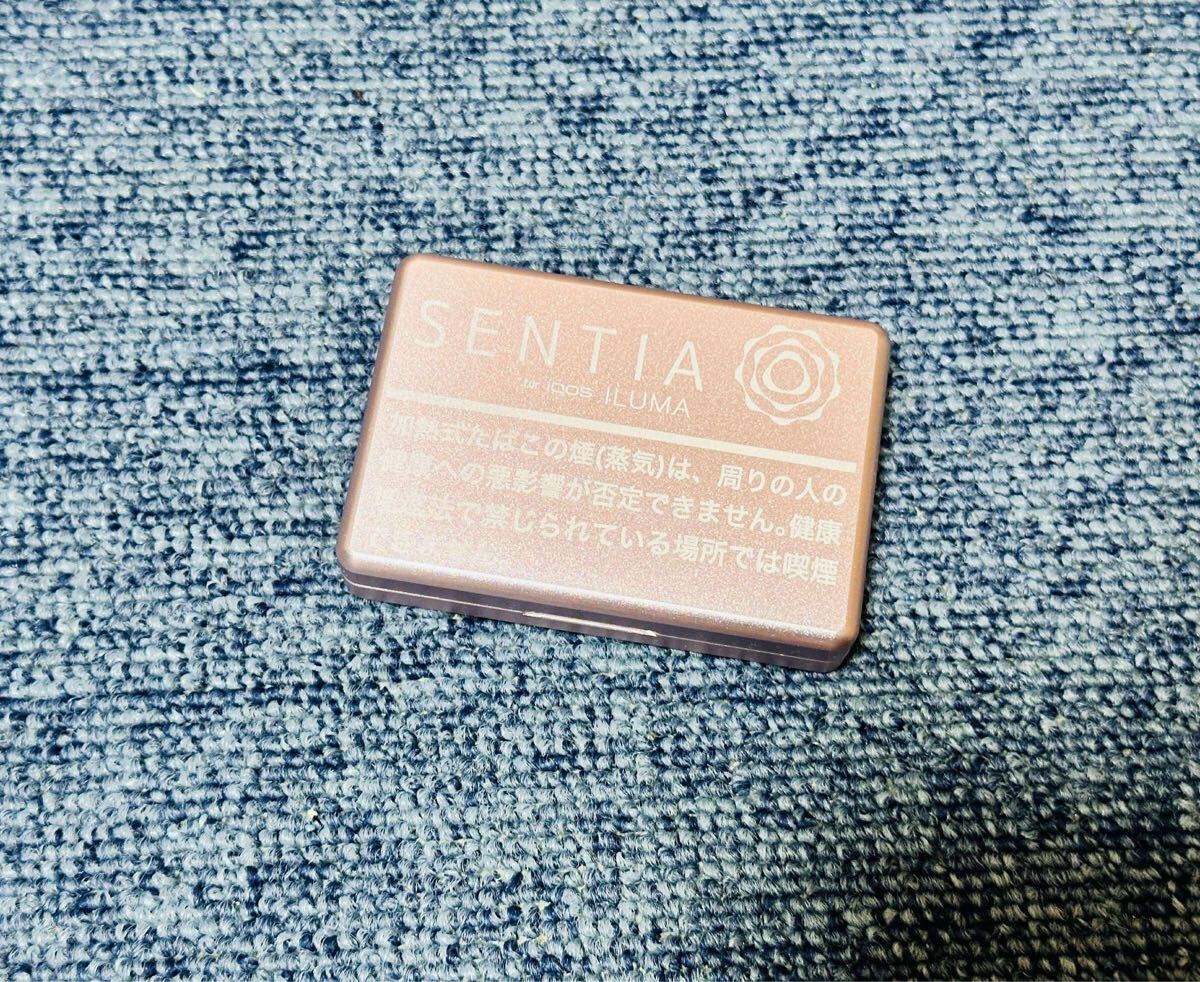 SENTIA
for IQOS ILUMA
加熱式たばこの煙(蒸気)は、周りの人の
健康への悪影響が否定できません。健康
増進法で禁じられている場所では喫煙